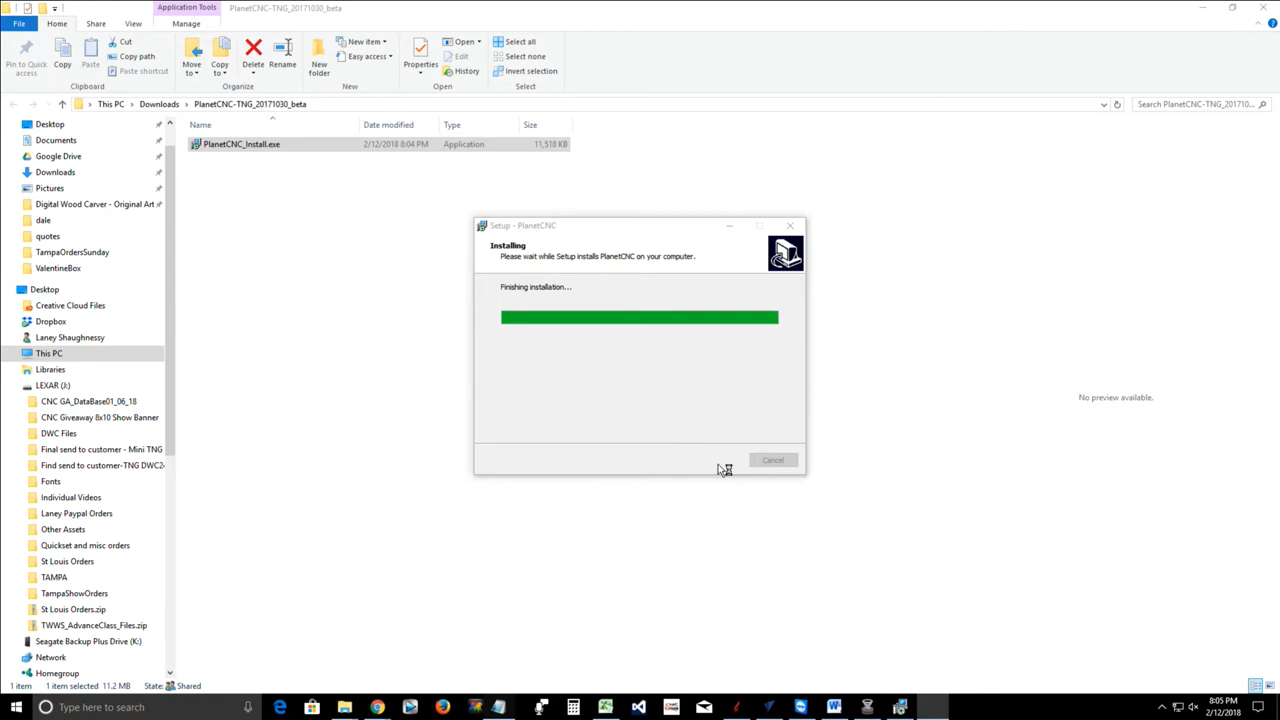 Application Tools PlanetCNC-TNG_20171030_beta
File Home Share View Manage
Pin to Quick access
Copy
Paste
Cut
Copy path
Paste shortcut
Clipboard
Move to
Copy to
Delete
Rename
Organize
New folder
New item
Easy access
New
Properties
Open
Edit
History
Open
Select all
Select none
Invert selection
Select
This PC > Downloads > PlanetCNC-TNG_20171030_beta
Search PlanetCNC-TNG_201710...
Name Date modified Type Size
PlanetCNC_Install.exe 2/12/2018 8:04 PM Application 11,518 KB
Desktop
Documents
Google Drive
Downloads
Pictures
Digital Wood Carver - Original Art
dale
quotes
TampaOrdersSunday
ValentineBox
Desktop
Creative Cloud Files
Dropbox
Laney Shaughnessy
This PC
Libraries
LEXAR (J:)
CNC GA_DataBase01_06_18
CNC Giveaway 8x10 Show Banner
DWC Files
Final send to customer - Mini TNG
Find send to customer-TNG DWC24
Fonts
Individual Videos
Laney Paypal Orders
Other Assets
Quickset and misc orders
St Louis Orders
TAMPA
TampaShowOrders
St Louis Orders.zip
TWWS_AdvanceClass_Files.zip
Seagate Backup Plus Drive (K:)
Network
Homegroup
Setup - PlanetCNC
Installing
Please wait while Setup installs PlanetCNC on your computer.
Finishing installation...
Cancel
No preview available.
1 item 1 item selected 11.2 MB State: Shared
Type here to search
8:05 PM
2/12/2018